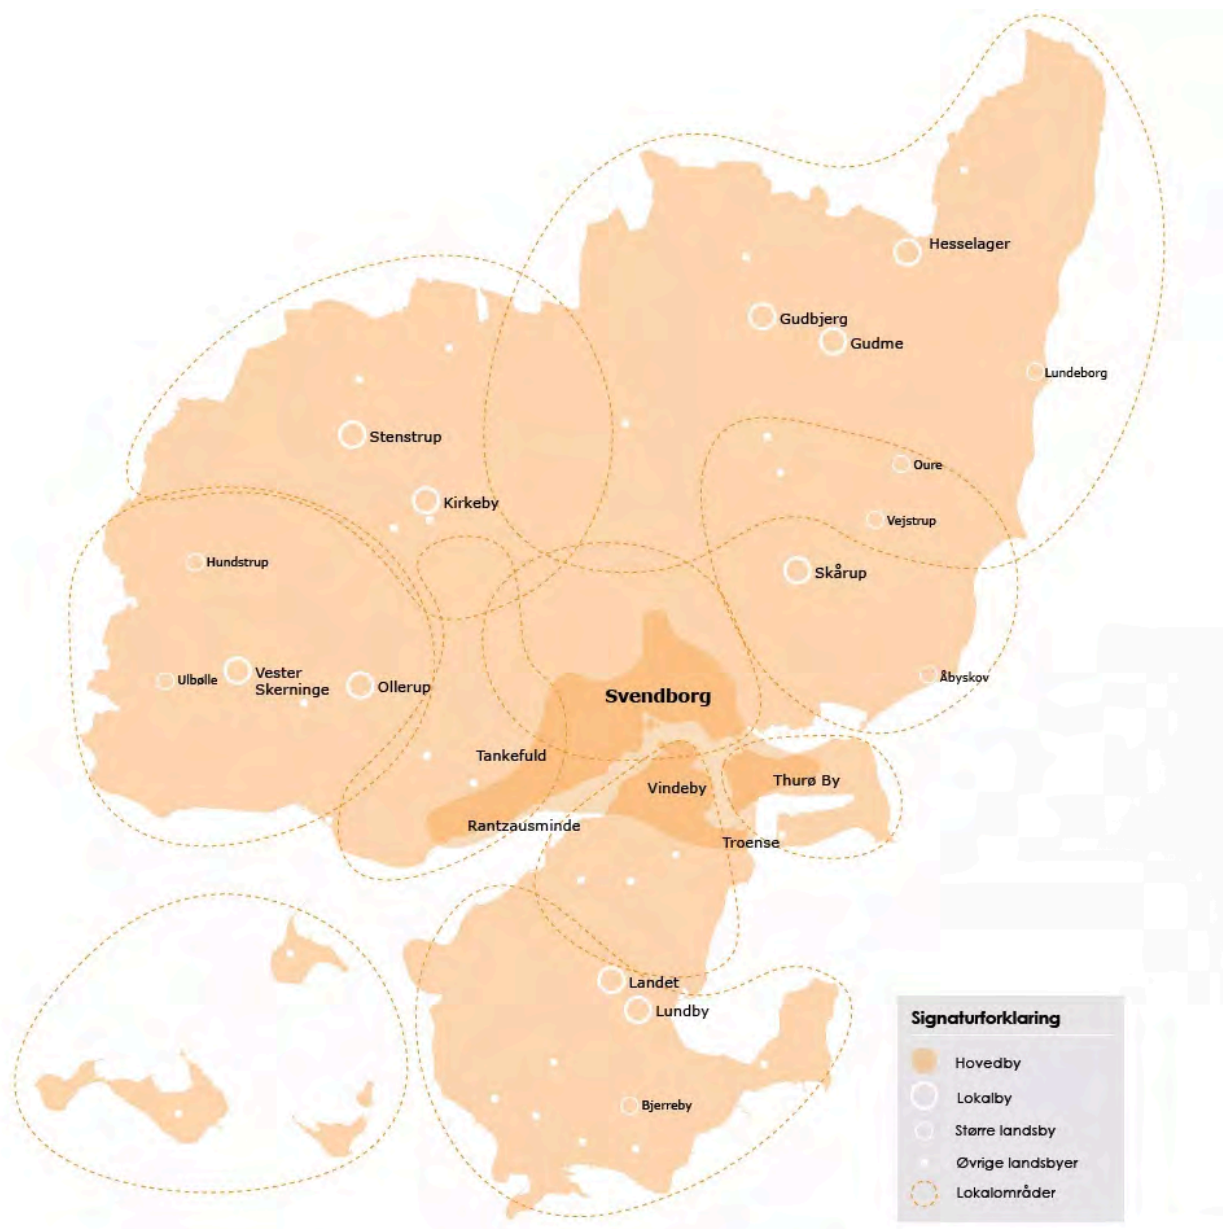 Hesselager
Gudbjerg
Gudme
Lundeborg
Stenstrup
Oure
Kirkeby
Vejstrup
Hundstrup
Skårup
Vester
Skerninge
Ulbølle
Ollerup
Åbyskov
Svendborg
Tankefuld
Vindeby
Thurø By
Rantzausminde
Troense
Landet
Lundby
Bjerreby
Signaturforklaring
Hovedby
Lokalby
Større landsby
Øvrige landsbyer
Lokalområder